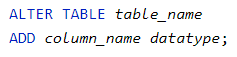 ALTER TABLE table_name
ADD column_name datatype;